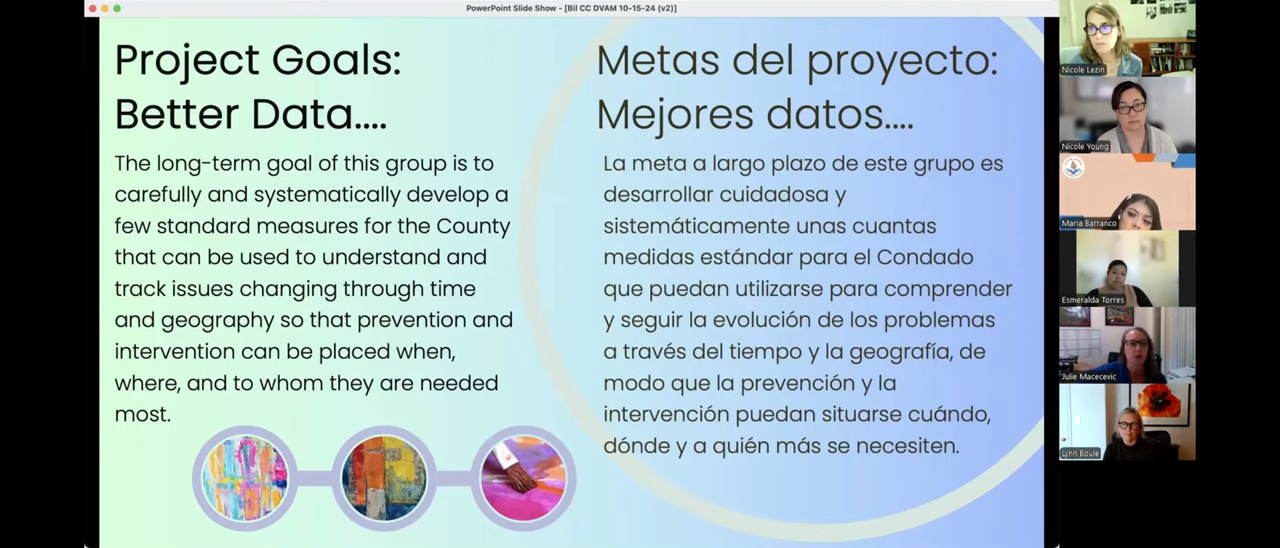 PowerPoint Slide Show - [Bil CC DVAM 10-15-24 (v2)]
Project Goals:
Better Data....
The long-term goal of this group is to
carefully and systematically develop a
few standard measures for the County
that can be used to understand and
track issues changing through time
and geography so that prevention and
intervention can be placed when,
where, and to whom they are needed
most.
Metas del proyecto:
Mejores datos....
La meta a largo plazo de este grupo es
desarrollar cuidadosa y
sistemáticamente unas cuantas
medidas estándar para el Condado
que puedan utilizarse para comprender
y seguir la evolución de los problemas
a través del tiempo y la geografía, de
modo que la prevención y la
intervención puedan situarse cuándo,
dónde y a quién más se necesiten.
Nicole Lezin
Nicole Young
Maria Barranco
Esmeralda Torres
Julie Macecevic
Lynn Boule